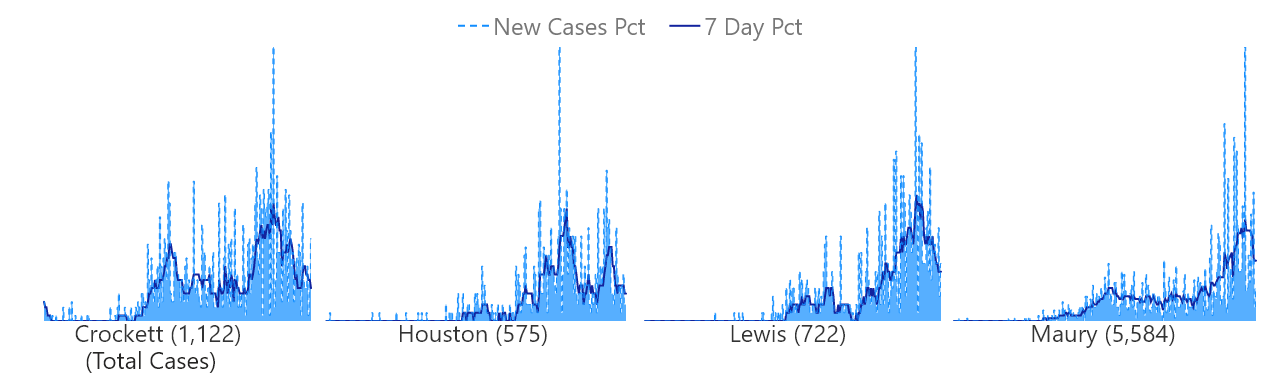 New Cases Pct 7 Day Pct
Crockett (1,122) Houston (575) Lewis (722) Maury (5,584)
(Total Cases)